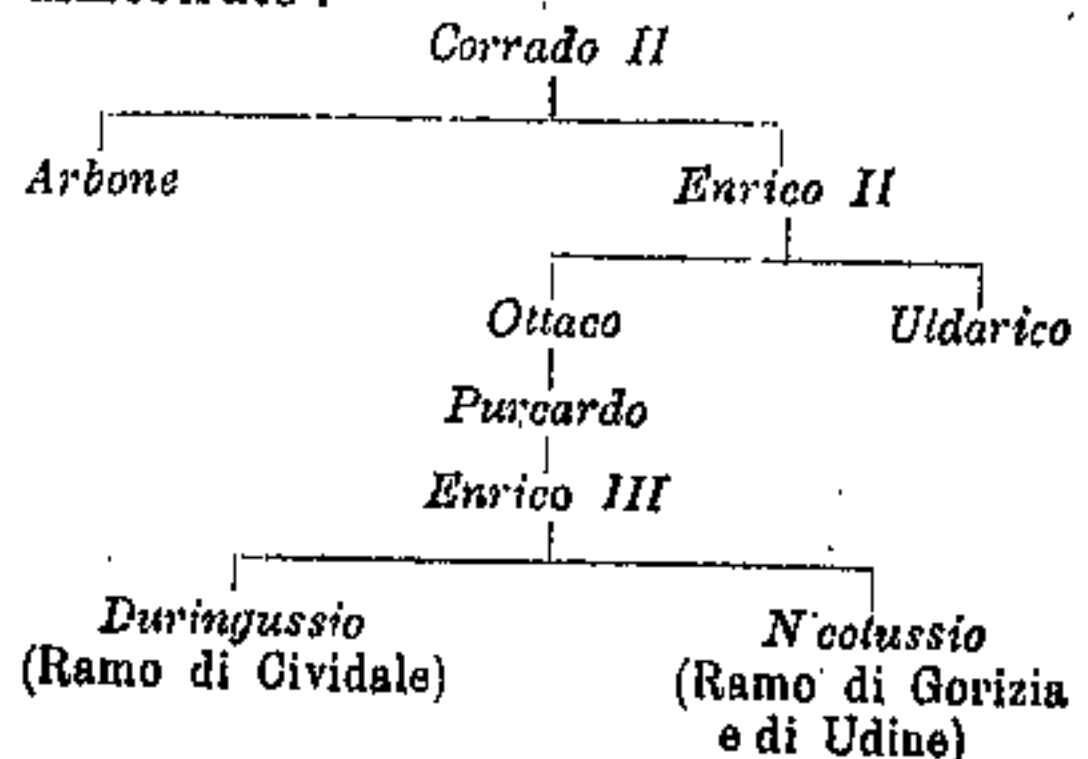 Corrado II
Arbone
Enrico II
Ottaco
Uldarico
Purcardo
Enrico III
Duringussio
(Ramo di Cividale)
N colussio
(Ramo di Gorizia
e di Udine)